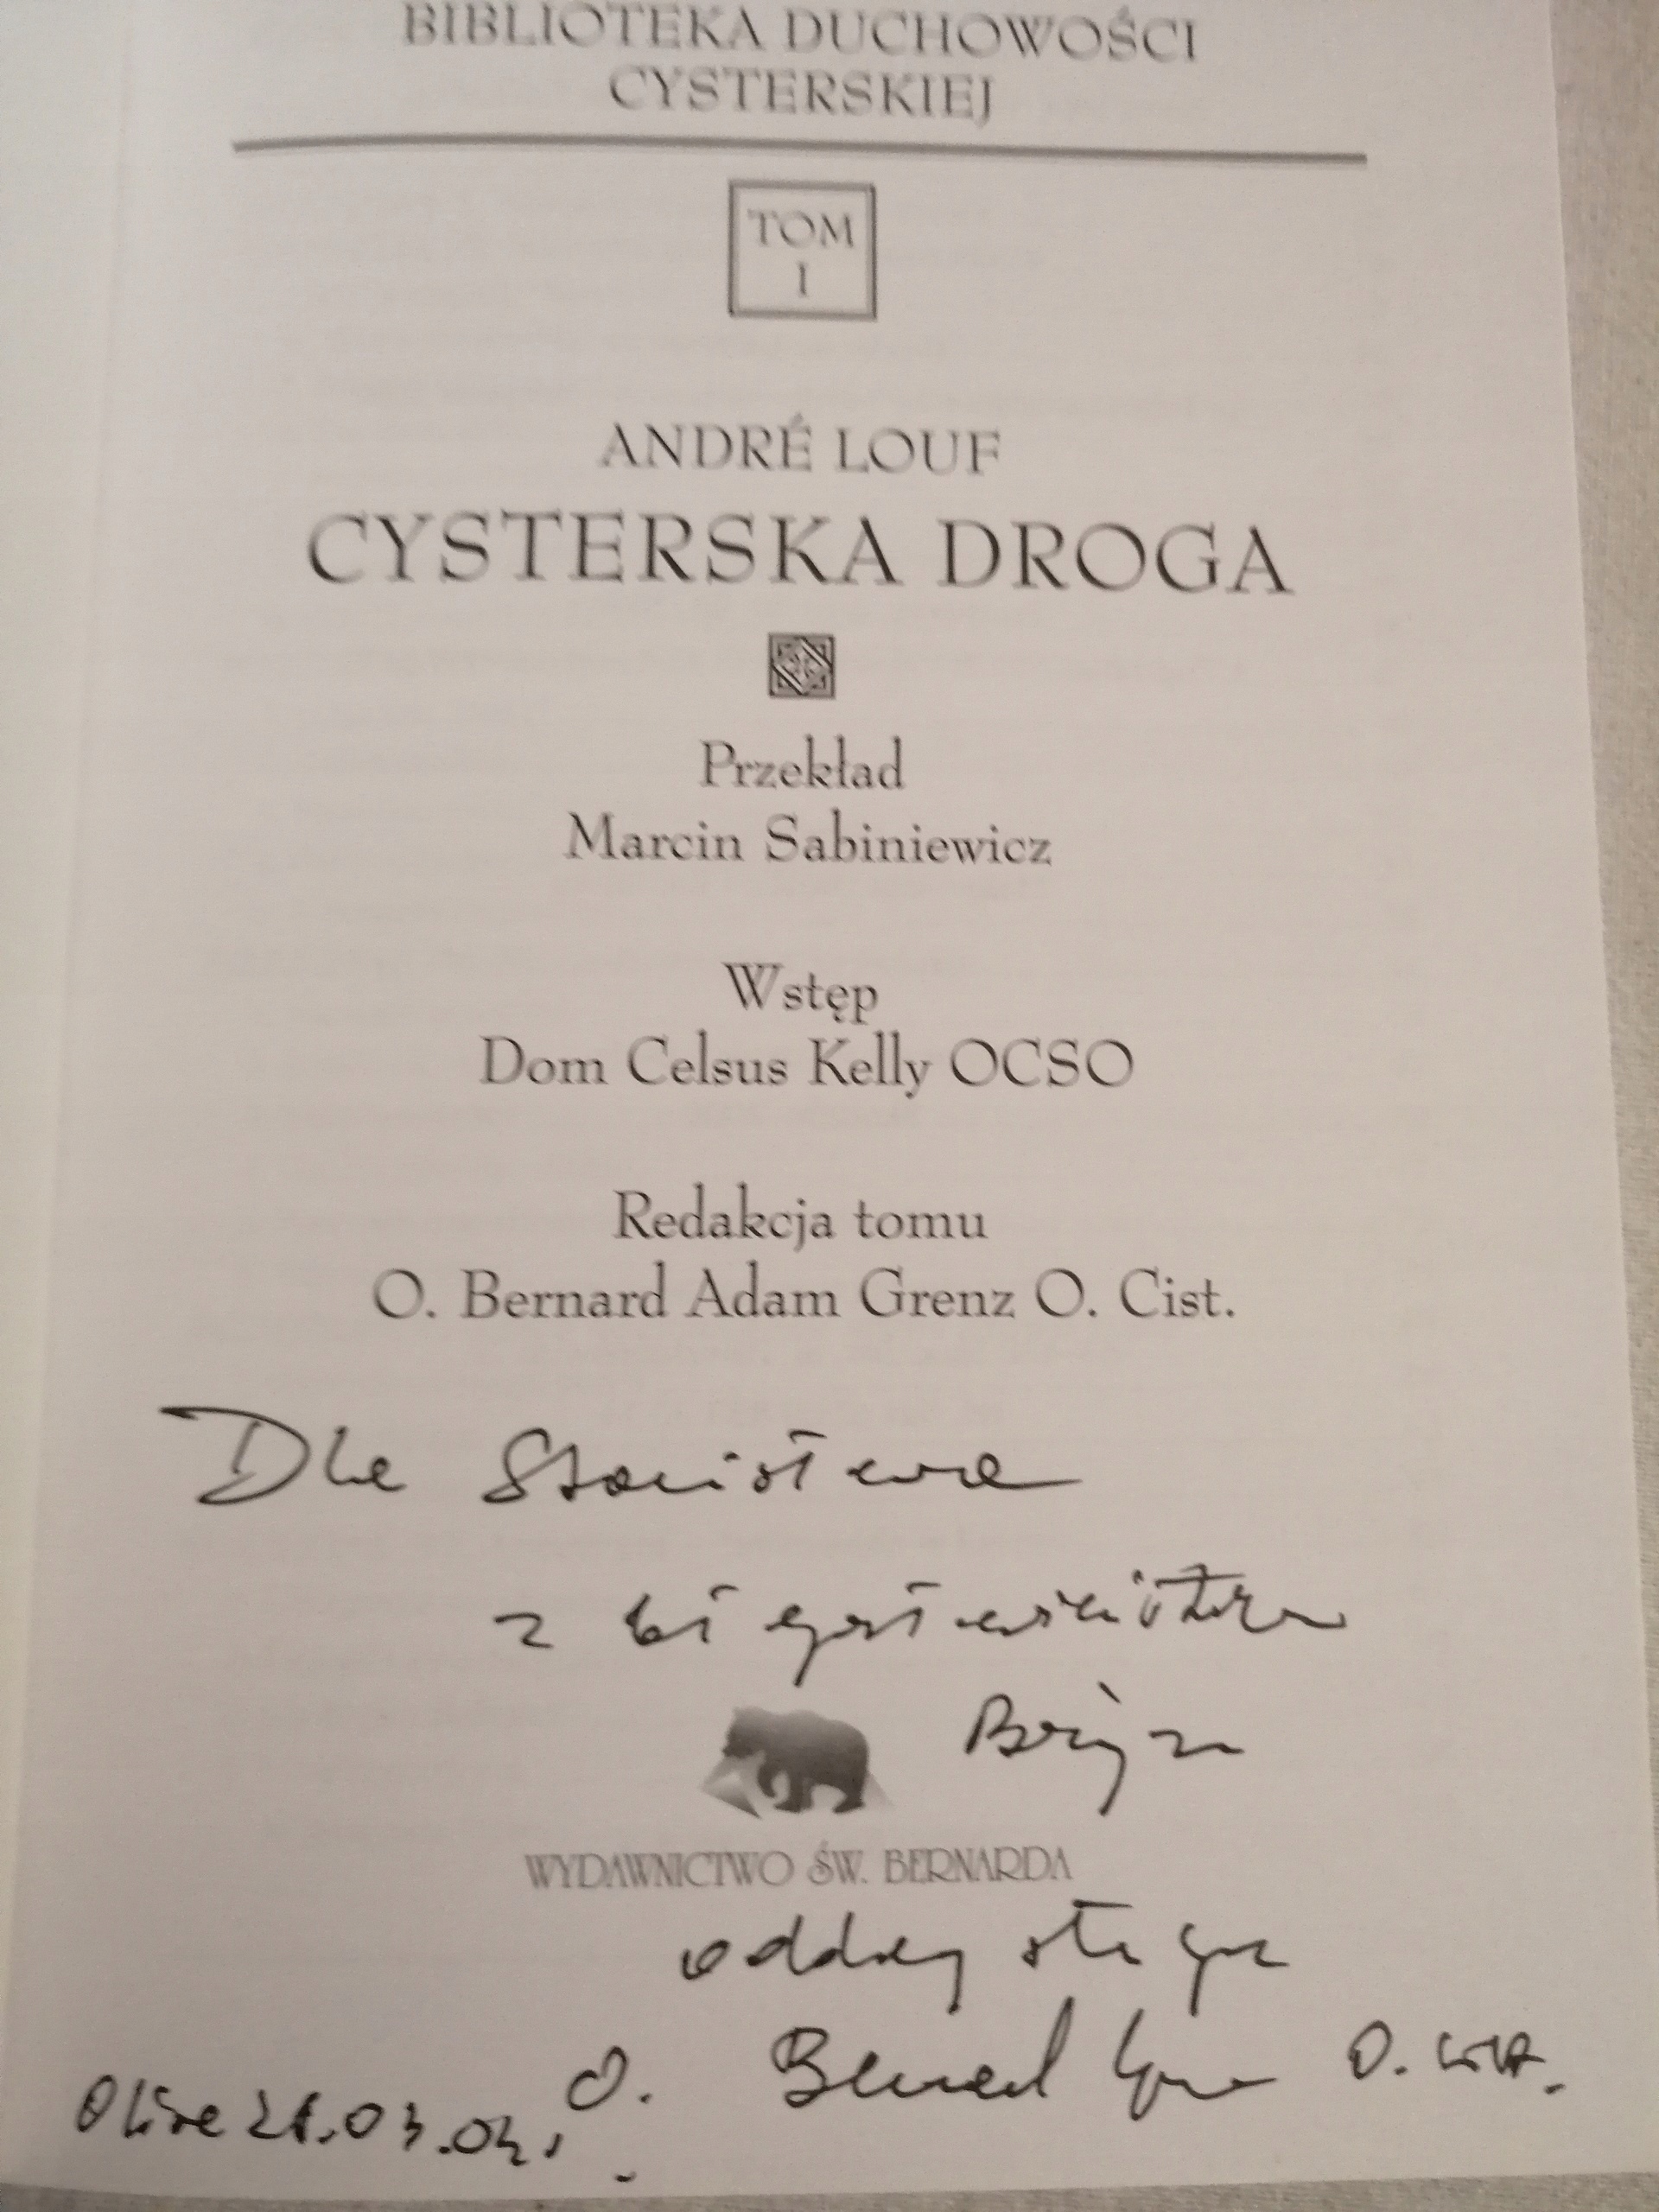 BIBLIOTEKA DUCHOWOŚCI
CYSTERSKIEJ
TOM
I
ANDRÉ LOUF
CYSTERSKA DROGA
Przekład
Marcin Sabiniewicz
Wstęp
Dom Celsus Kelly OCSO
Redakcja tomu
O. Bernard Adam Grenz O. Cist.
Dla Stanisława
z błogosławieństwem
Bożym
WYDAWNICTWO ŚW. BERNARDA
oddany sługa
O. Bernard Grenz O. Cist.
Oliwa 21.03.04.